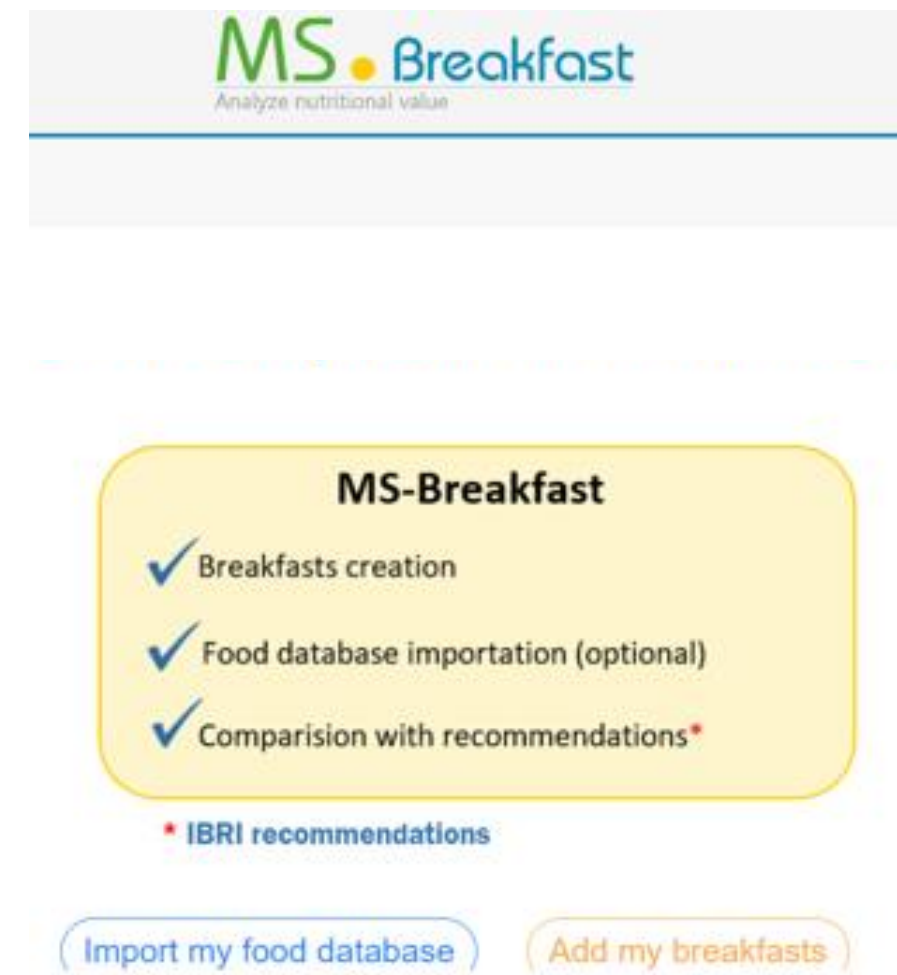 MS. Breakfast
Analyze nutritional value
MS-Breakfast
Breakfasts creation
Food database importation (optional)
Comparision with recommendations*
* IBRI recommendations
Import my food database
Add my breakfasts